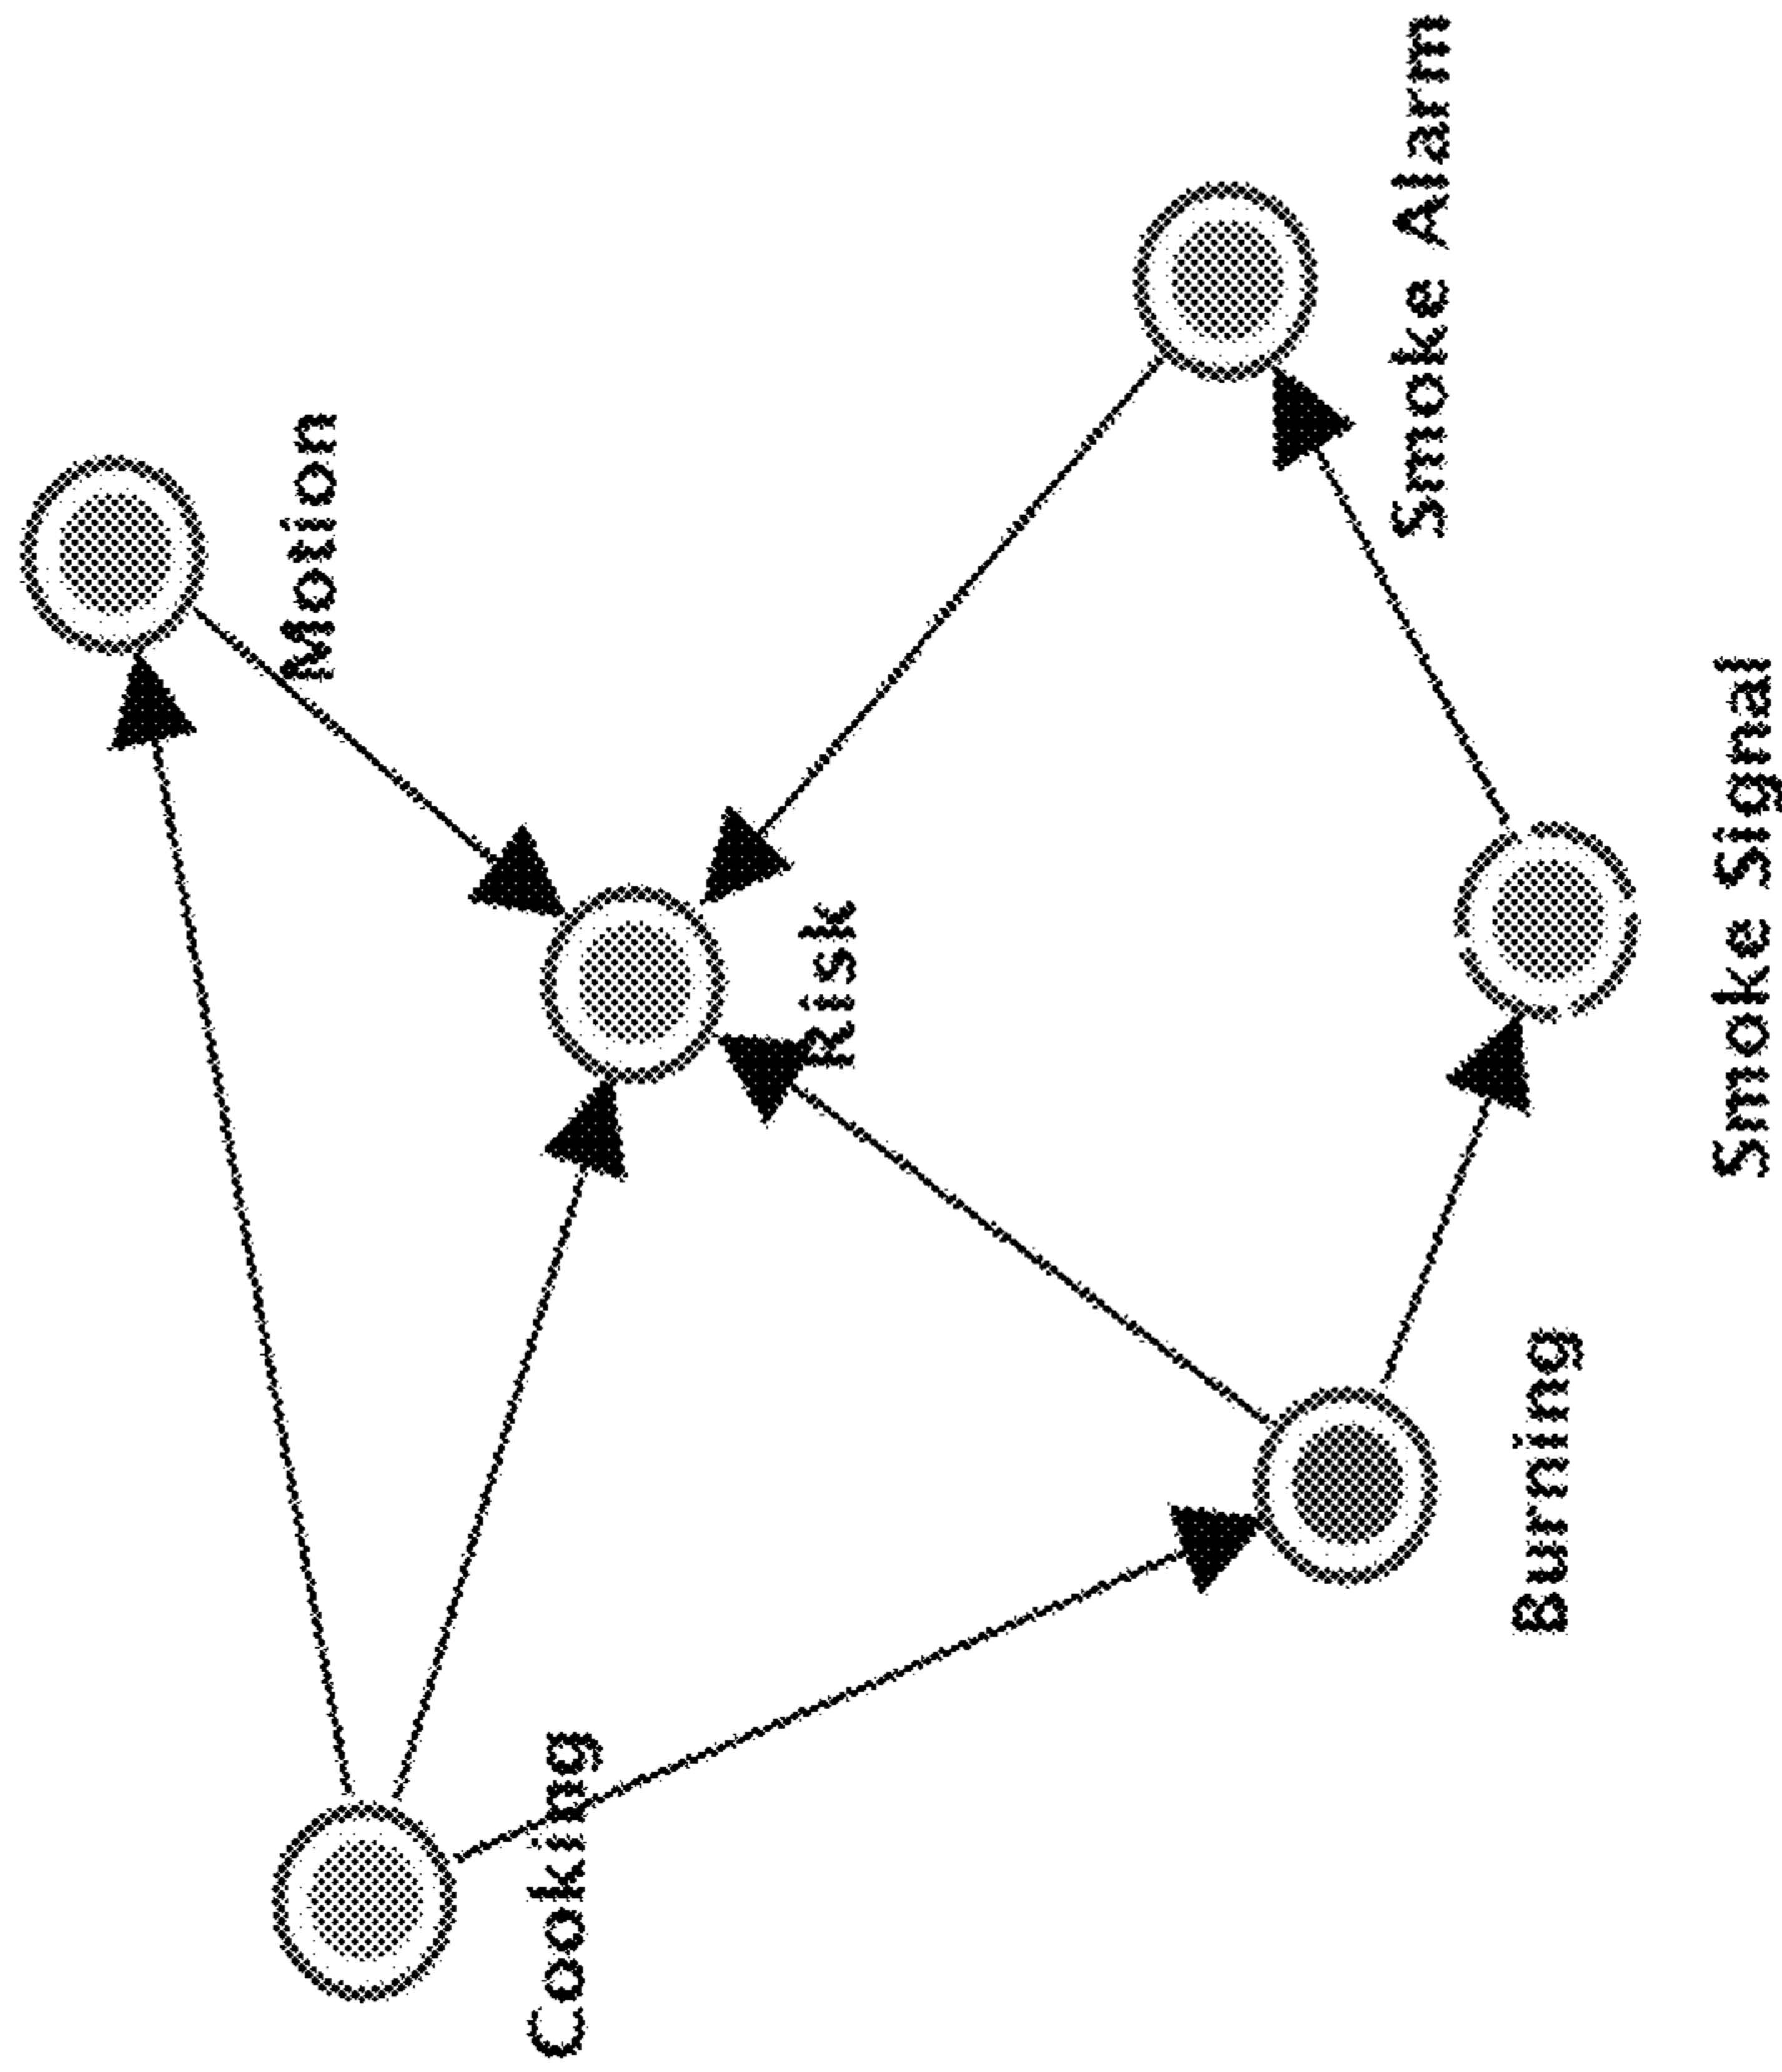 Motion
Cooking
Risk
Smoke Alarm
Burning
Smoke Signal